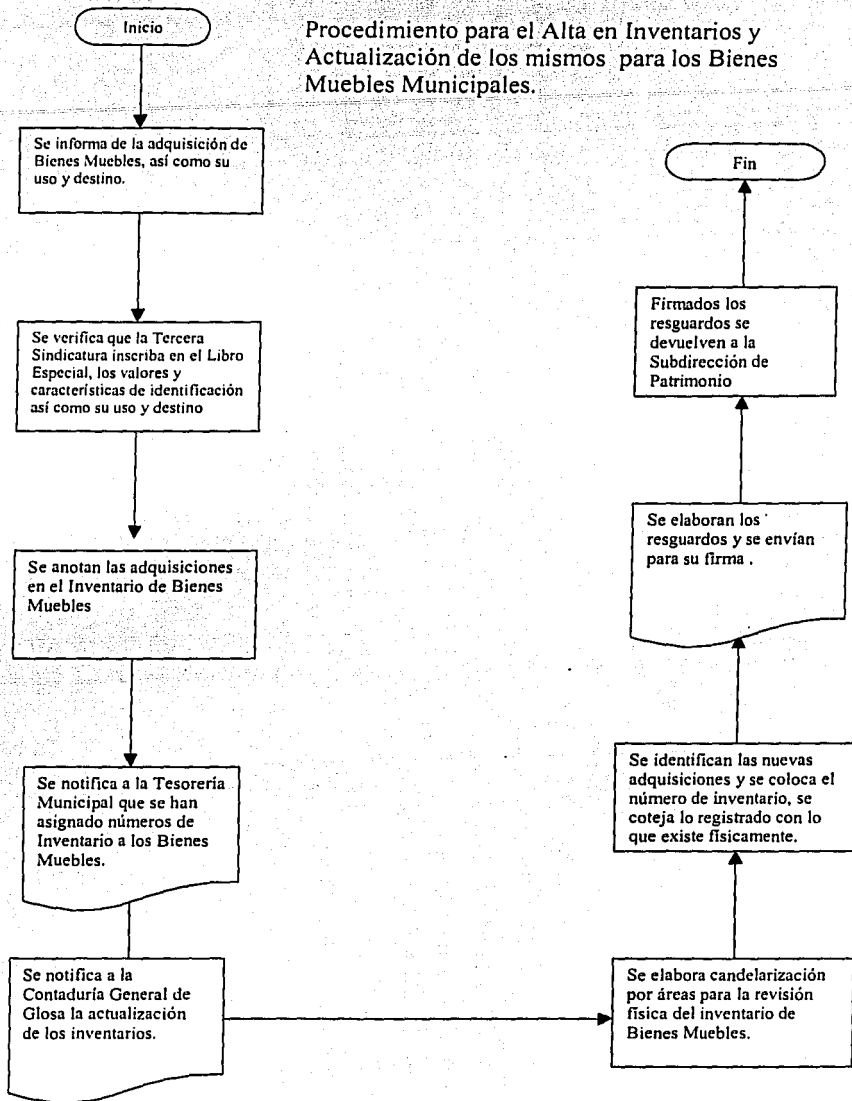 Inicio
Procedimiento para el Alta en Inventarios y
Actualización de los mismos para los Bienes
Muebles Municipales.
Se informa de la adquisición de
Bienes Muebles, así como su
uso y destino.
Se verifica que la Tercera
Sindicatura inscriba en el Libro
Especial, los valores y
características de identificación
así como su uso y destino
Se anotan las adquisiciones
en el Inventario de Bienes
Muebles
Se notifica a la Tesorería
Municipal que se han
asignado números de
Inventario a los Bienes
Muebles.
Se notifica a la
Contaduría General de
Glosa la actualización
de los inventarios.
Se elabora candelarización
por áreas para la revisión
física del inventario de
Bienes Muebles.
Se identifican las nuevas
adquisiciones y se coloca el
número de inventario, se
coteja lo registrado con lo
que existe físicamente.
Se elaboran los
resguardos y se envían
para su firma .
Firmados los
resguardos se
devuelven a la
Subdirección de
Patrimonio
Fin